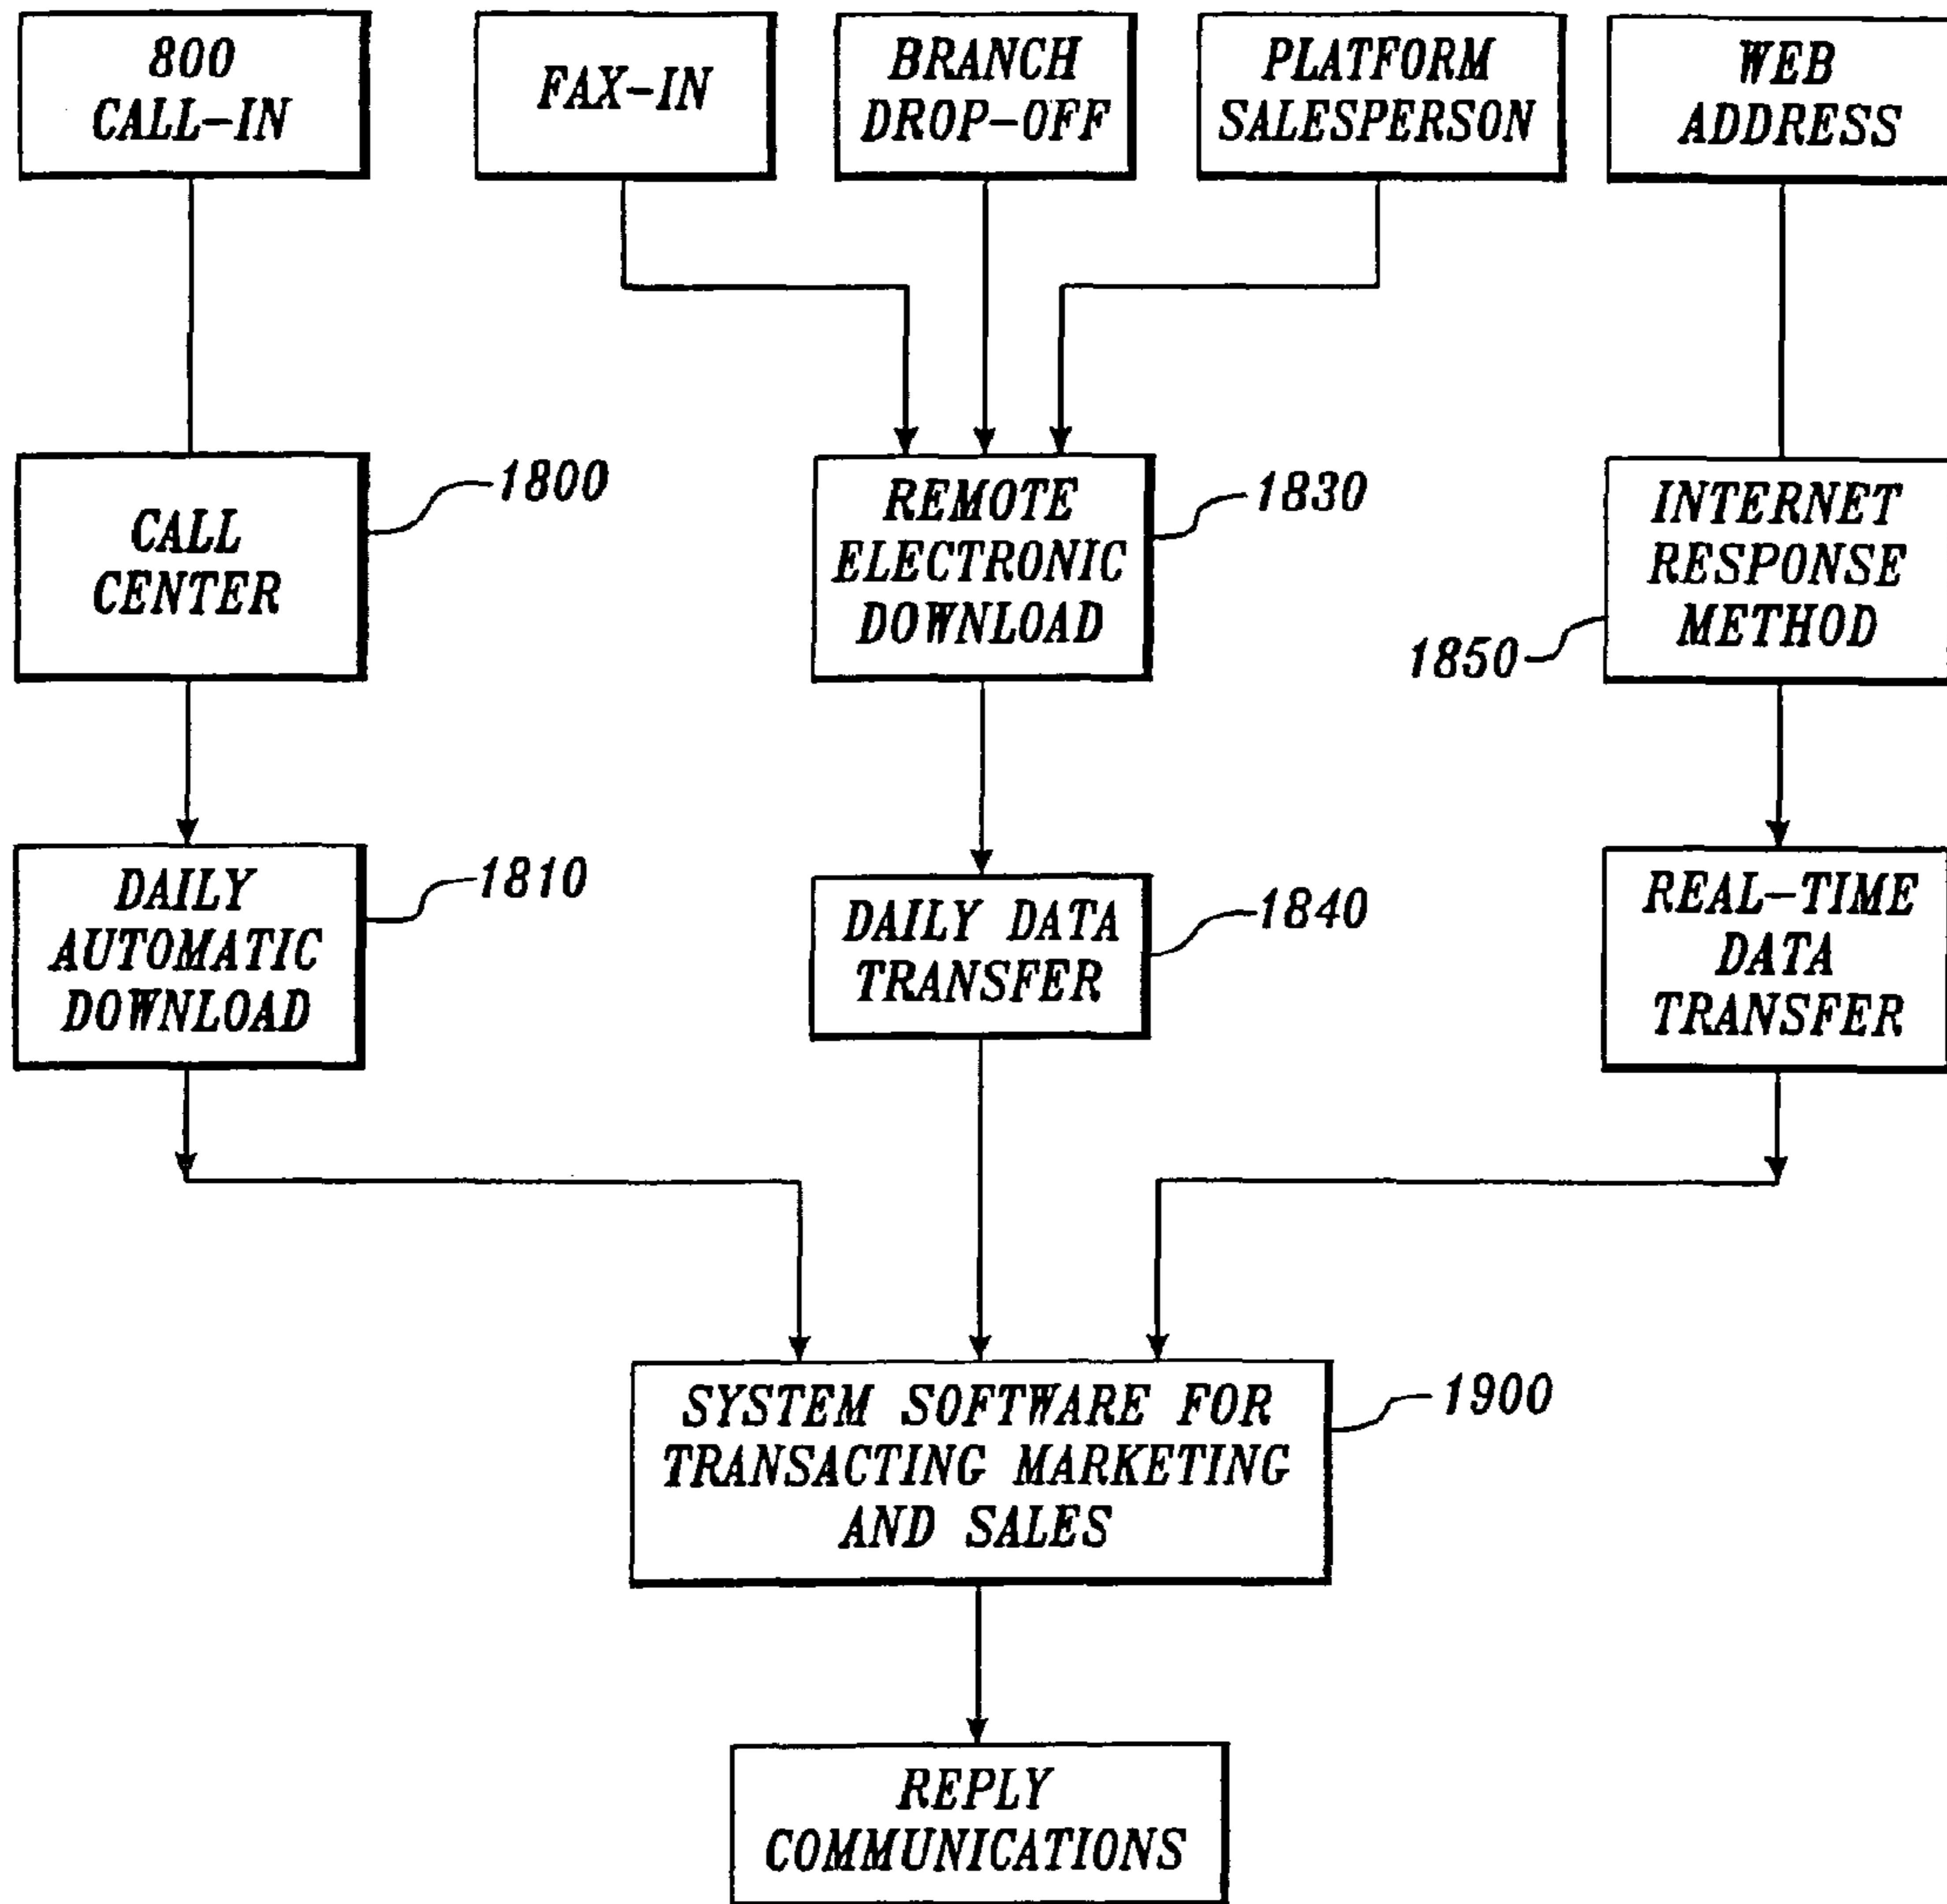 800
CALL-IN
FAX-IN
BRANCH
DROP-OFF
PLATFORM
SALESPERSON
WEB
ADDRESS
CALL
CENTER
1800
REMOTE
ELECTRONIC
DOWNLOAD
1830
INTERNET
RESPONSE
METHOD
1850
DAILY
AUTOMATIC
DOWNLOAD
1810
DAILY DATA
TRANSFER
1840
REAL-TIME
DATA
TRANSFER
SYSTEM SOFTWARE FOR
TRANSACTING MARKETING
AND SALES
1900
REPLY
COMMUNICATIONS